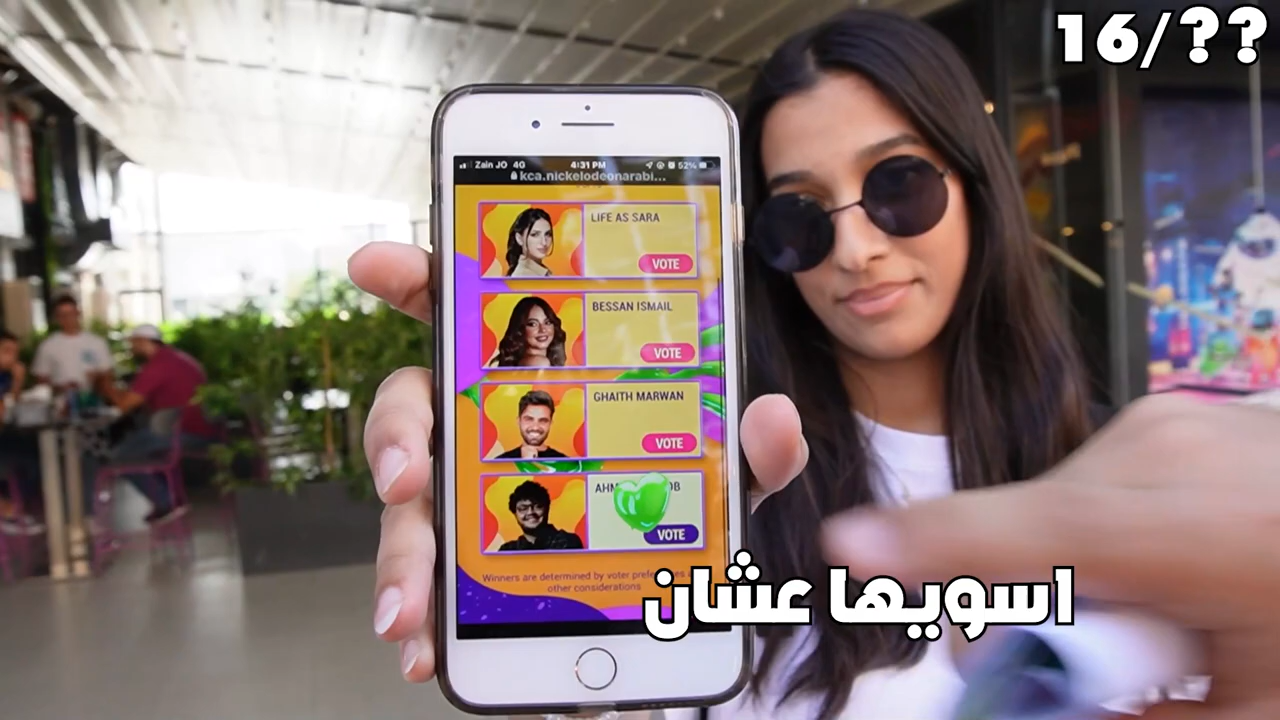 16/??
Zain JO 4G 4:31 PM 52%
kca.nickelodeonarabi...
LIFE AS SARA
VOTE
BESSAN ISMAIL
VOTE
GHAITH MARWAN
VOTE
VOTE
Winners are determined by voter preferences
other considerations
اسويها عشان